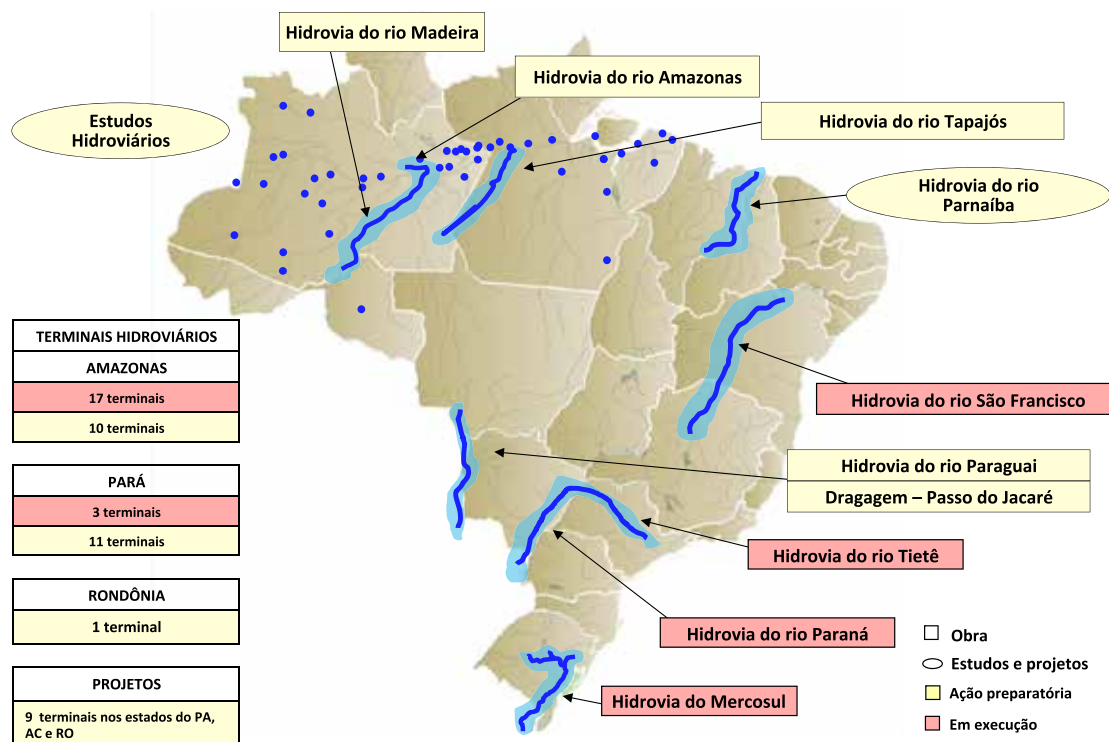 Hidrovia do rio Madeira
Hidrovia do rio Amazonas
Estudos
Hidroviários
Hidrovia do rio Tapajós
Hidrovia do rio
Parnaíba
TERMINAIS HIDROVIÁRIOS
AMAZONAS
17 terminais
10 terminais
Hidrovia do rio São Francisco
PARÁ
3 terminais
11 terminais
Hidrovia do rio Paraguai
Dragagem – Passo do Jacaré
Hidrovia do rio Tietê
RONDÔNIA
1 terminal
Hidrovia do rio Paraná
PROJETOS
9 terminais nos estados do PA,
AC e RO
Hidrovia do Mercosul
Obra
Estudos e projetos
Ação preparatória
Em execução